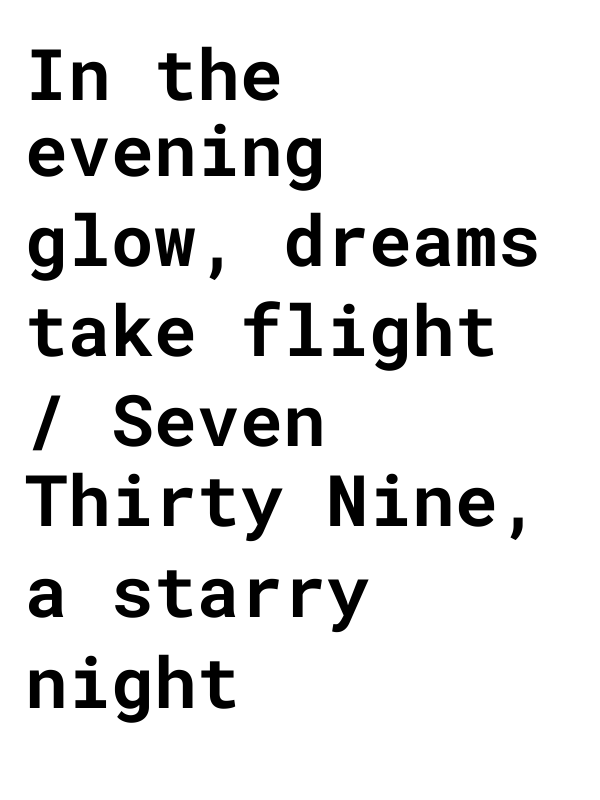 In the
evening
glow, dreams
take flight
/ Seven
Thirty Nine,
a starry
night